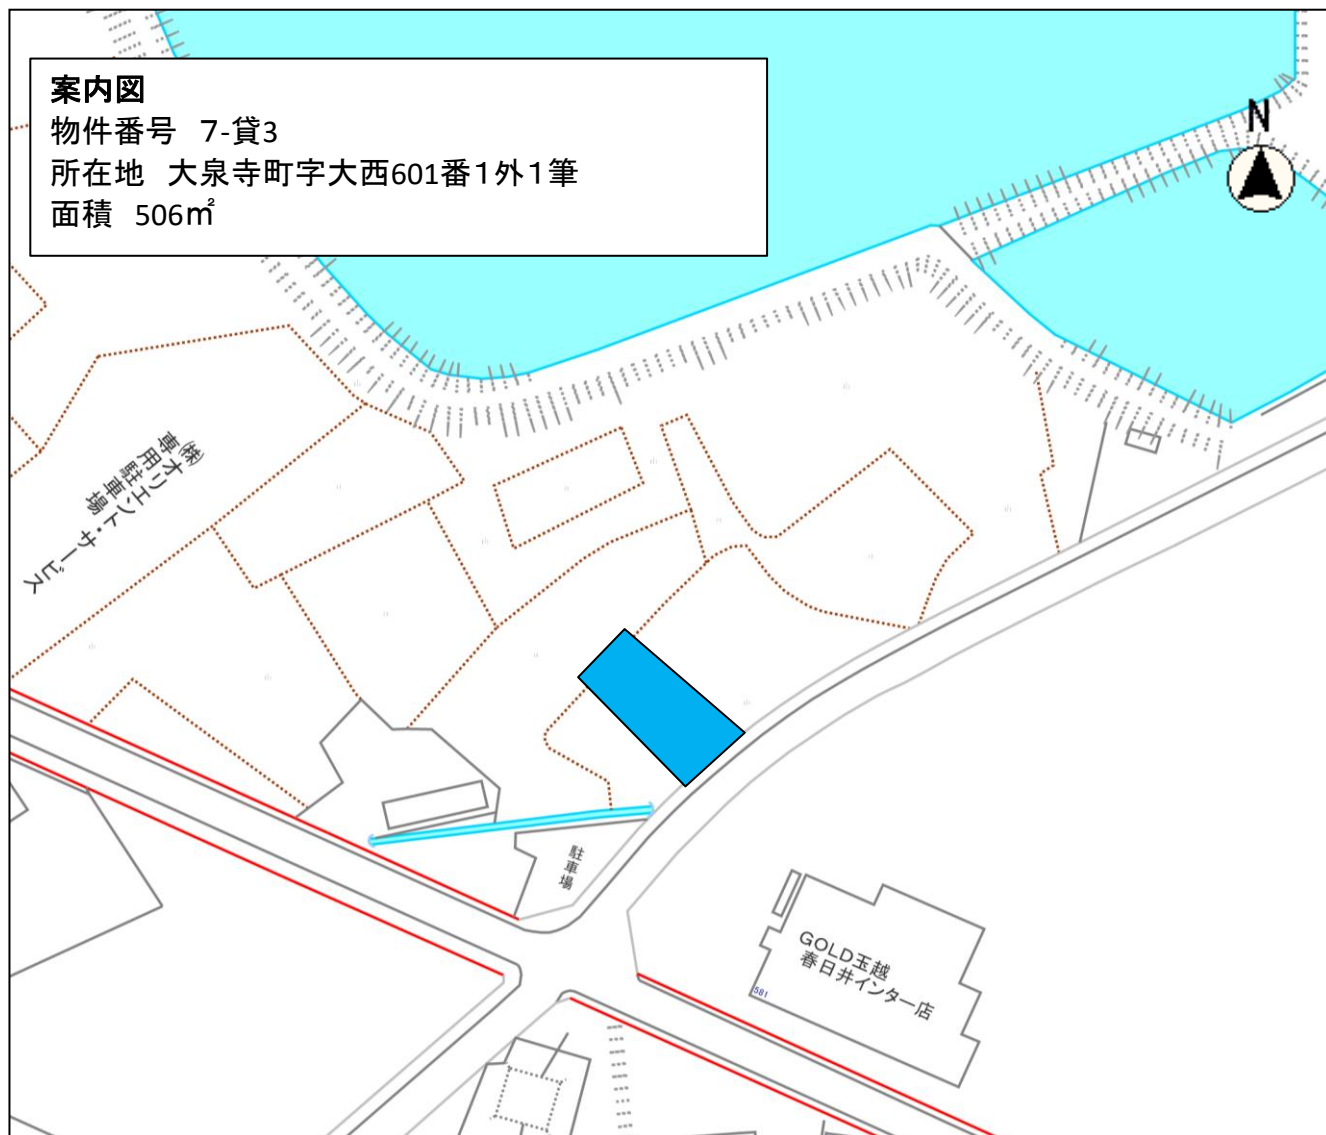 案内図
物件番号 7-貸3
所在地 大泉寺町字大西601番1外1筆
面積 506㎡
N
㈱オリエント・サービス
専用駐車場
駐車場
GOLD玉越
春日井インター店
581